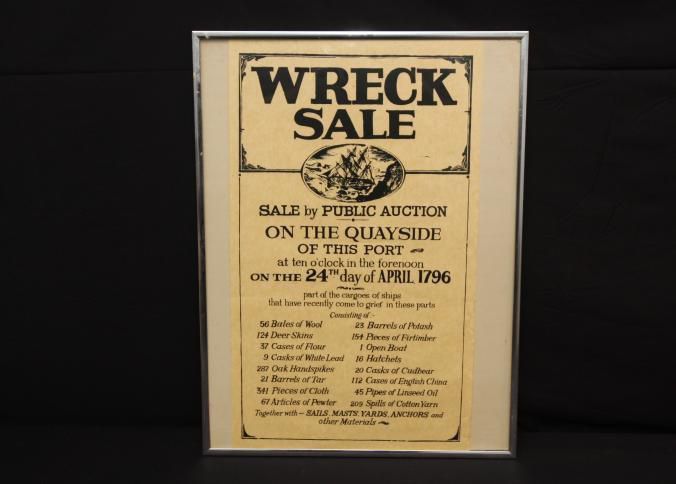 WRECK
SALE
SALE by PUBLIC AUCTION
ON THE QUAYSIDE
OF THIS PORT
at ten o'clock in the forenoon
ON THE 24TH day of APRIL 1796
part of the cargoes of ships
that have recently come to grief in these parts
Consisting of :-
56 Bales of Wool
124 Deer Skins
37 Cases of Flour
9 Casks of White Lead
287 Oak Handspikes
21 Barrels of Tar
341 Pieces of Cloth
67 Articles of Pewter
23 Barrels of Potash
154 Pieces of Firtimber
1 Open Boat
16 Hatchets
20 Casks of Cudbear
112 Cases of English China
45 Pipes of Linseed Oil
209 Spills of Cotton Yarn
Together with ~ SAILS, MASTS, YARDS, ANCHORS and
other Materials ~